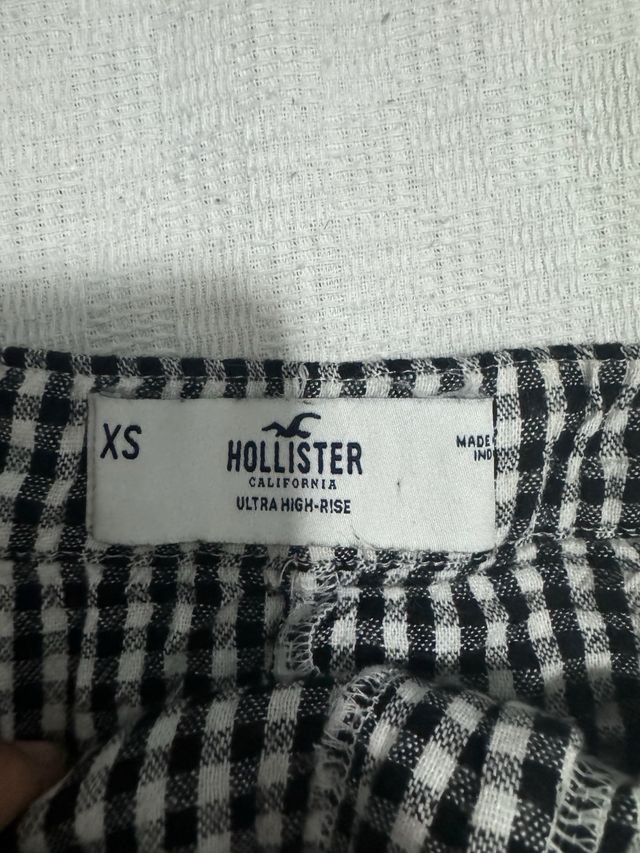 XS
HOLLISTER
CALIFORNIA
ULTRA HIGH-RISE
MADE
IND